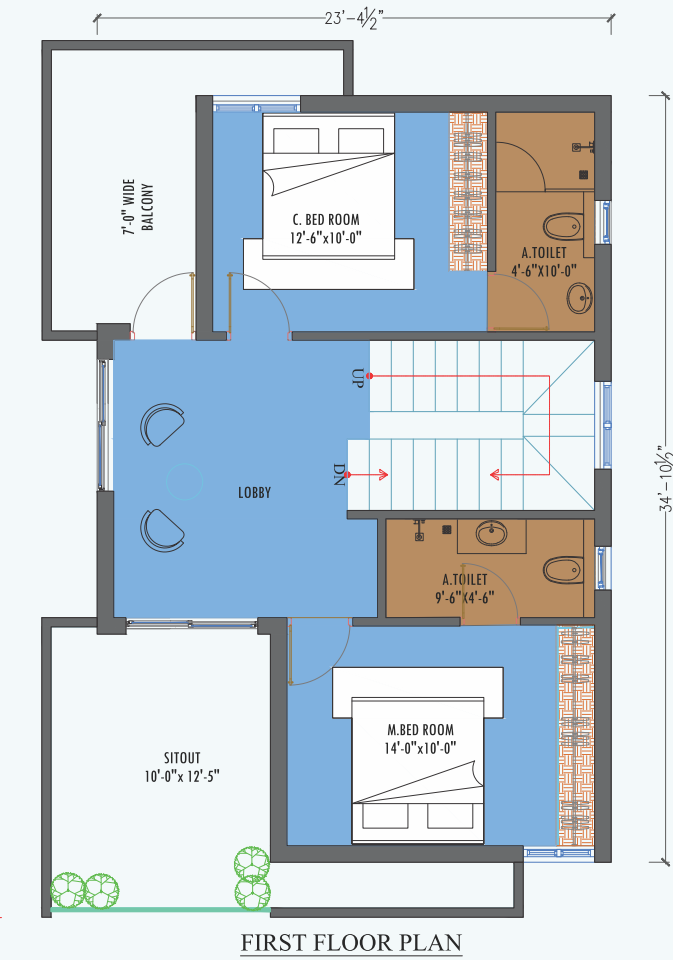 23'-4½"
7'-0" WIDE
BALCONY
C. BED ROOM
12'-6"x10'-0"
A.TOILET
4'-6"X10'-0"
UP
DN
LOBBY
34'-10½"
A.TOILET
9'-6"X4'-6"
M.BED ROOM
14'-0"x10'-0"
SITOUT
10'-0"x 12'-5"
FIRST FLOOR PLAN